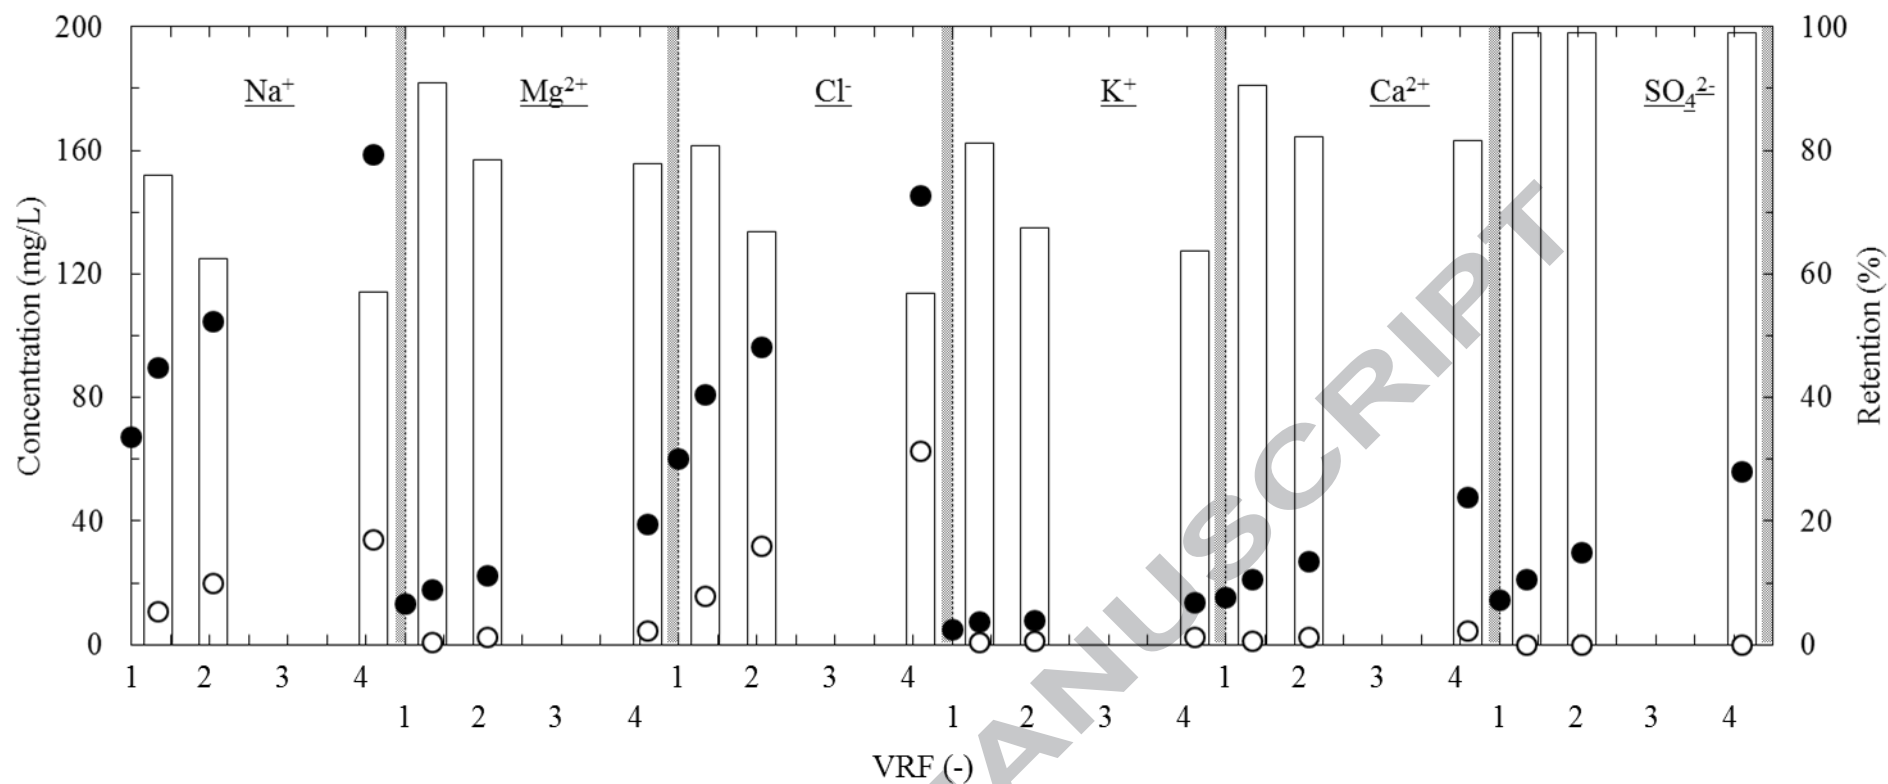 200 100
Na⁺ Mg²⁺ Cl⁻ K⁺ Ca²⁺ SO₄²⁻
160 80
120 60
80 40
40 20
0 0
Concentration (mg/L)
Retention (%)
1 2 3 4 1 2 3 4 1 2 3 4
1 2 3 4 1 2 3 4 1 2 3 4
VRF (-)
ANUSCRIPT